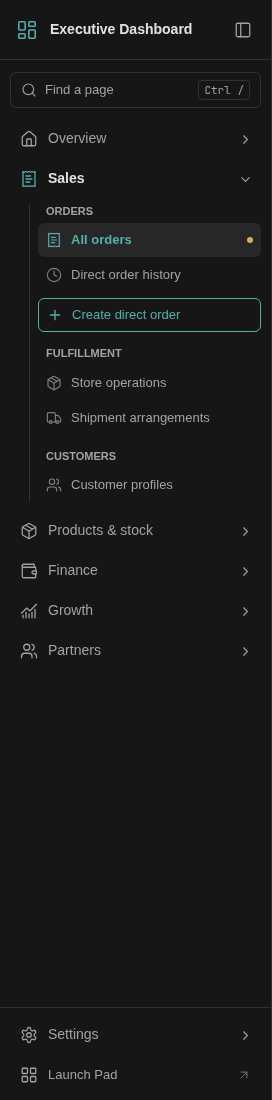 Executive Dashboard
Find a page Ctrl /
Overview
Sales
ORDERS
All orders
Direct order history
Create direct order
FULFILLMENT
Store operations
Shipment arrangements
CUSTOMERS
Customer profiles
Products & stock
Finance
Growth
Partners
Settings
Launch Pad